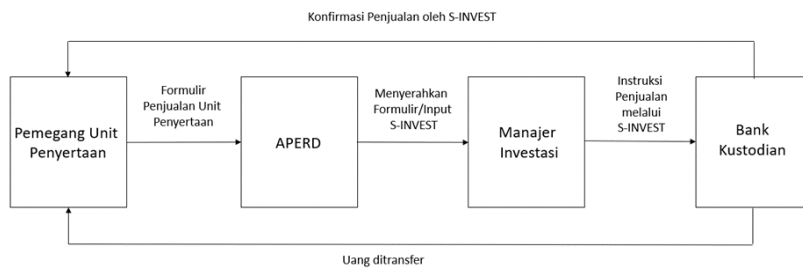 Konfirmasi Penjualan oleh S-INVEST
Pemegang Unit
Penyertaan
Formulir
Penjualan Unit
Penyertaan
APERD
Menyerahkan
Formulir/Input
S-INVEST
Manajer
Investasi
Instruksi
Penjualan
melalui
S-INVEST
Bank
Kustodian
Uang ditransfer